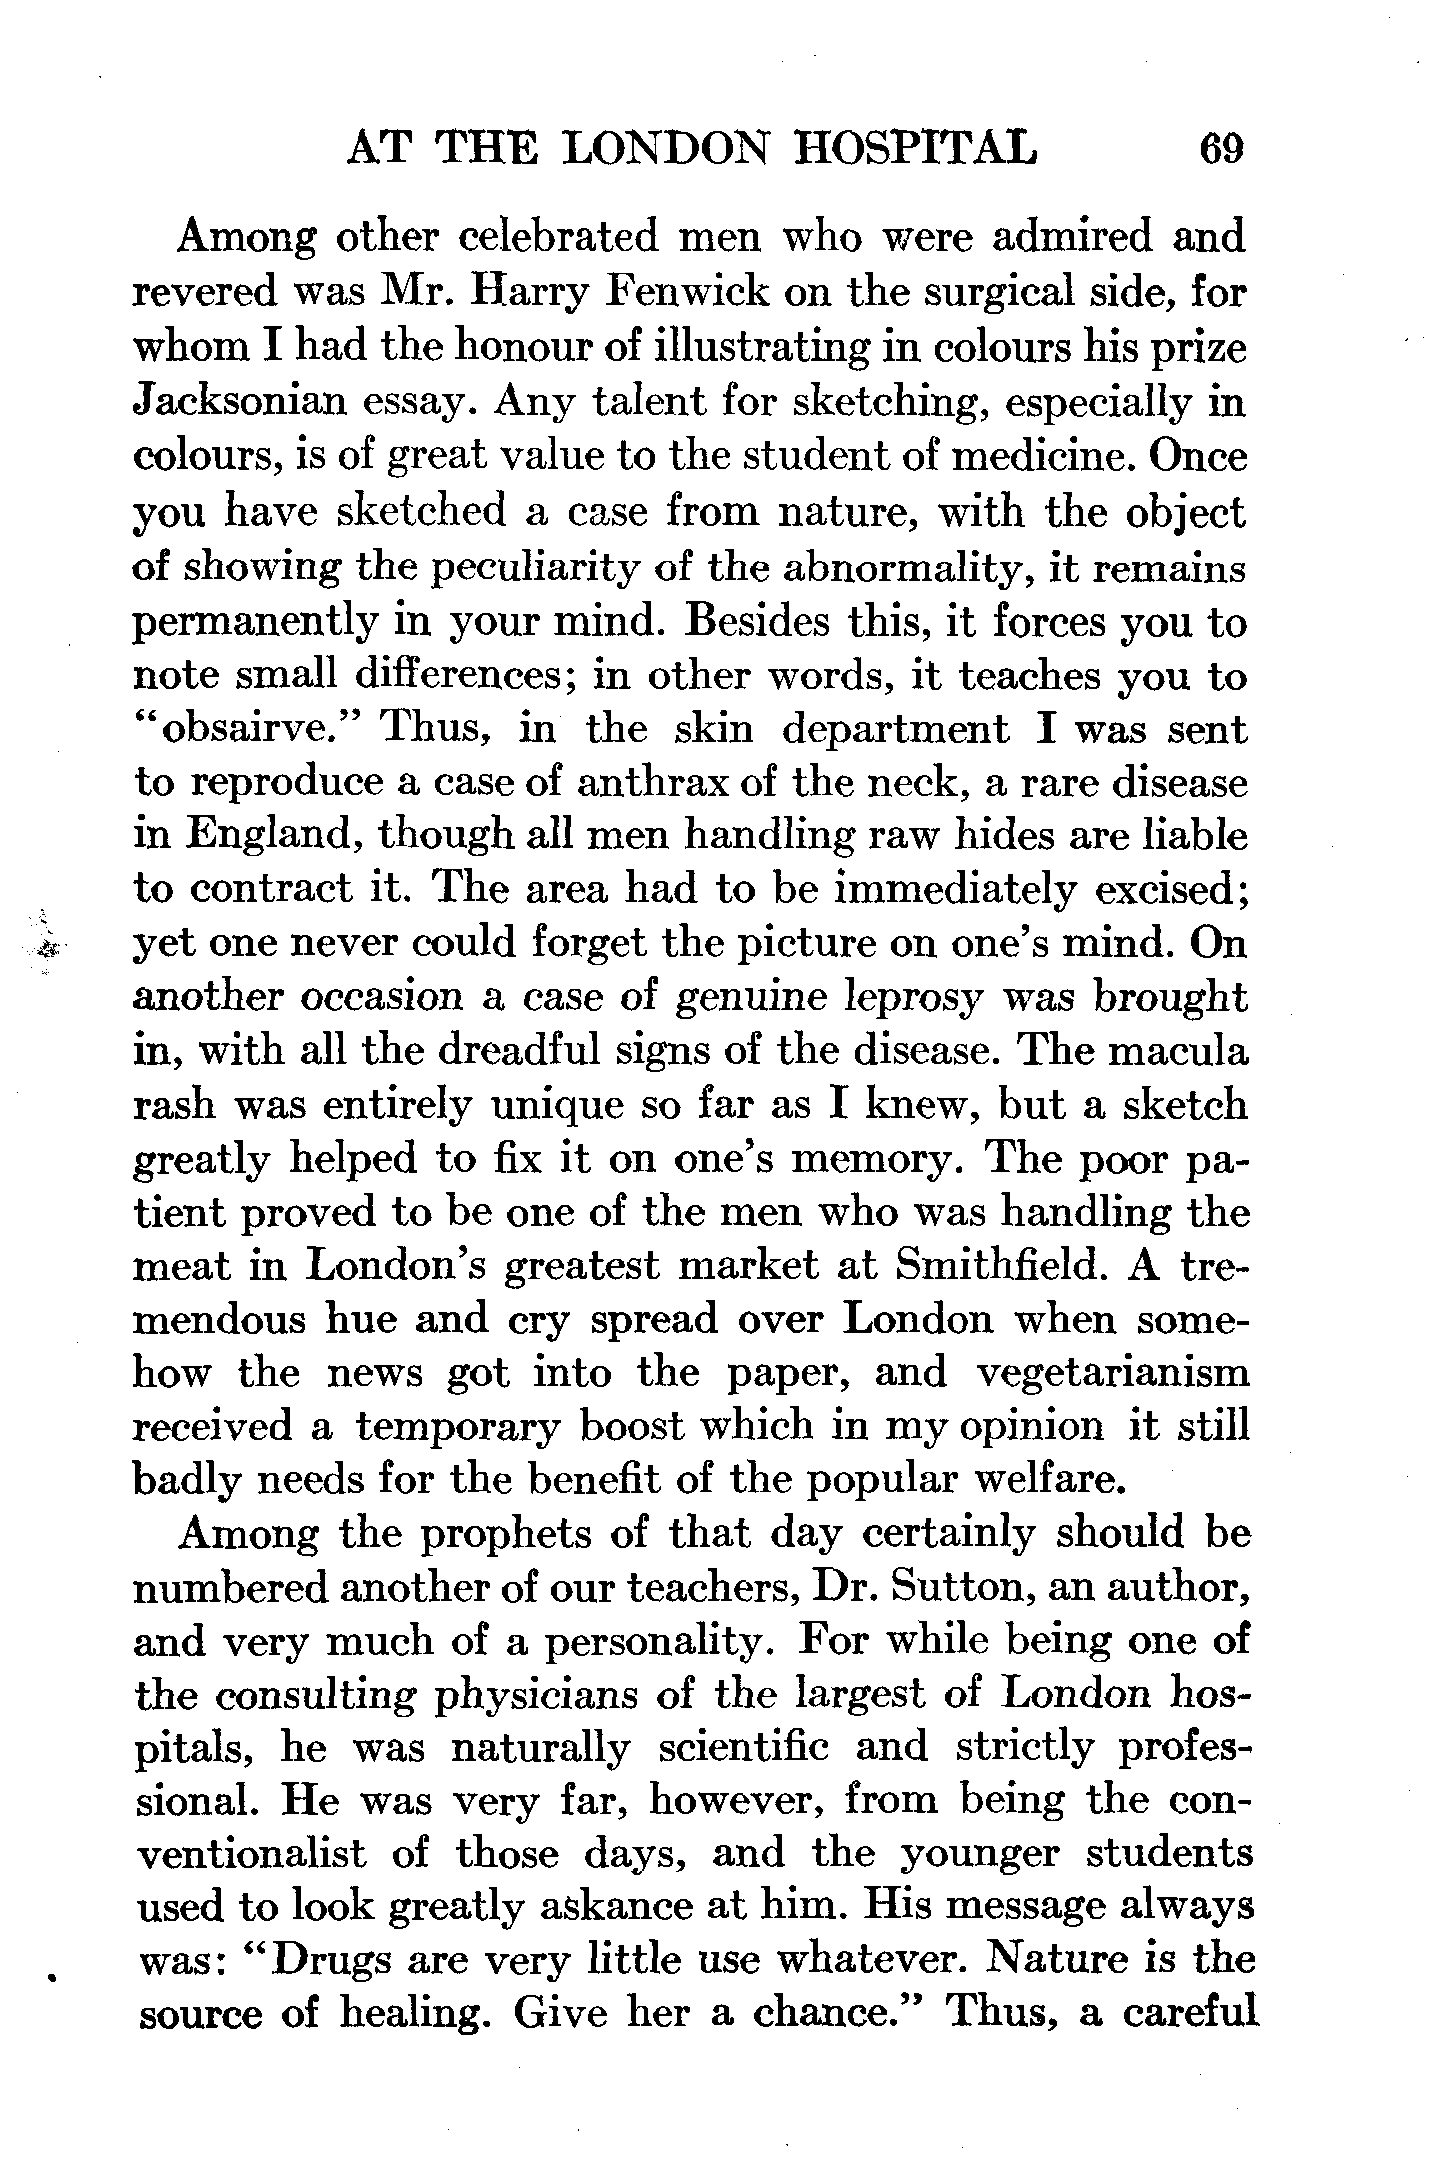 AT THE LONDON HOSPITAL 69
Among other celebrated men who were admired and
revered was Mr. Harry Fenwick on the surgical side, for
whom I had the honour of illustrating in colours his prize
Jacksonian essay. Any talent for sketching, especially in
colours, is of great value to the student of medicine. Once
you have sketched a case from nature, with the object
of showing the peculiarity of the abnormality, it remains
permanently in your mind. Besides this, it forces you to
note small differences; in other words, it teaches you to
“obsairve.” Thus, in the skin department I was sent
to reproduce a case of anthrax of the neck, a rare disease
in England, though all men handling raw hides are liable
to contract it. The area had to be immediately excised;
yet one never could forget the picture on one’s mind. On
another occasion a case of genuine leprosy was brought
in, with all the dreadful signs of the disease. The macula
rash was entirely unique so far as I knew, but a sketch
greatly helped to fix it on one’s memory. The poor pa-
tient proved to be one of the men who was handling the
meat in London’s greatest market at Smithfield. A tre-
mendous hue and cry spread over London when some-
how the news got into the paper, and vegetarianism
received a temporary boost which in my opinion it still
badly needs for the benefit of the popular welfare.
Among the prophets of that day certainly should be
numbered another of our teachers, Dr. Sutton, an author,
and very much of a personality. For while being one of
the consulting physicians of the largest of London hos-
pitals, he was naturally scientific and strictly profes-
sional. He was very far, however, from being the con-
ventionalist of those days, and the younger students
used to look greatly askance at him. His message always
was: “Drugs are very little use whatever. Nature is the
source of healing. Give her a chance.” Thus, a careful